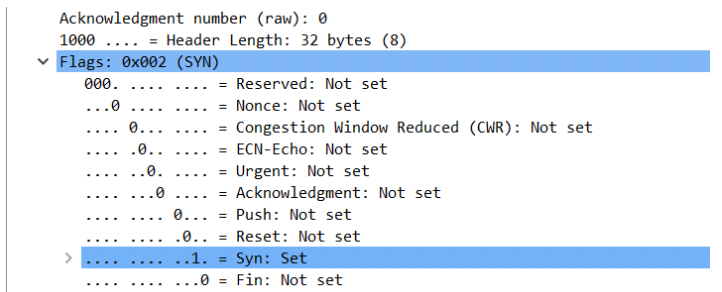 Acknowledgment number (raw): 0
1000 .... = Header Length: 32 bytes (8)
Flags: 0x002 (SYN)
000. .... .... = Reserved: Not set
...0 .... .... = Nonce: Not set
.... 0... .... = Congestion Window Reduced (CWR): Not set
.... .0.. .... = ECN-Echo: Not set
.... ..0. .... = Urgent: Not set
.... ...0 .... = Acknowledgment: Not set
.... .... 0... = Push: Not set
.... .... .0.. = Reset: Not set
.... .... ..1. = Syn: Set
.... .... ...0 = Fin: Not set